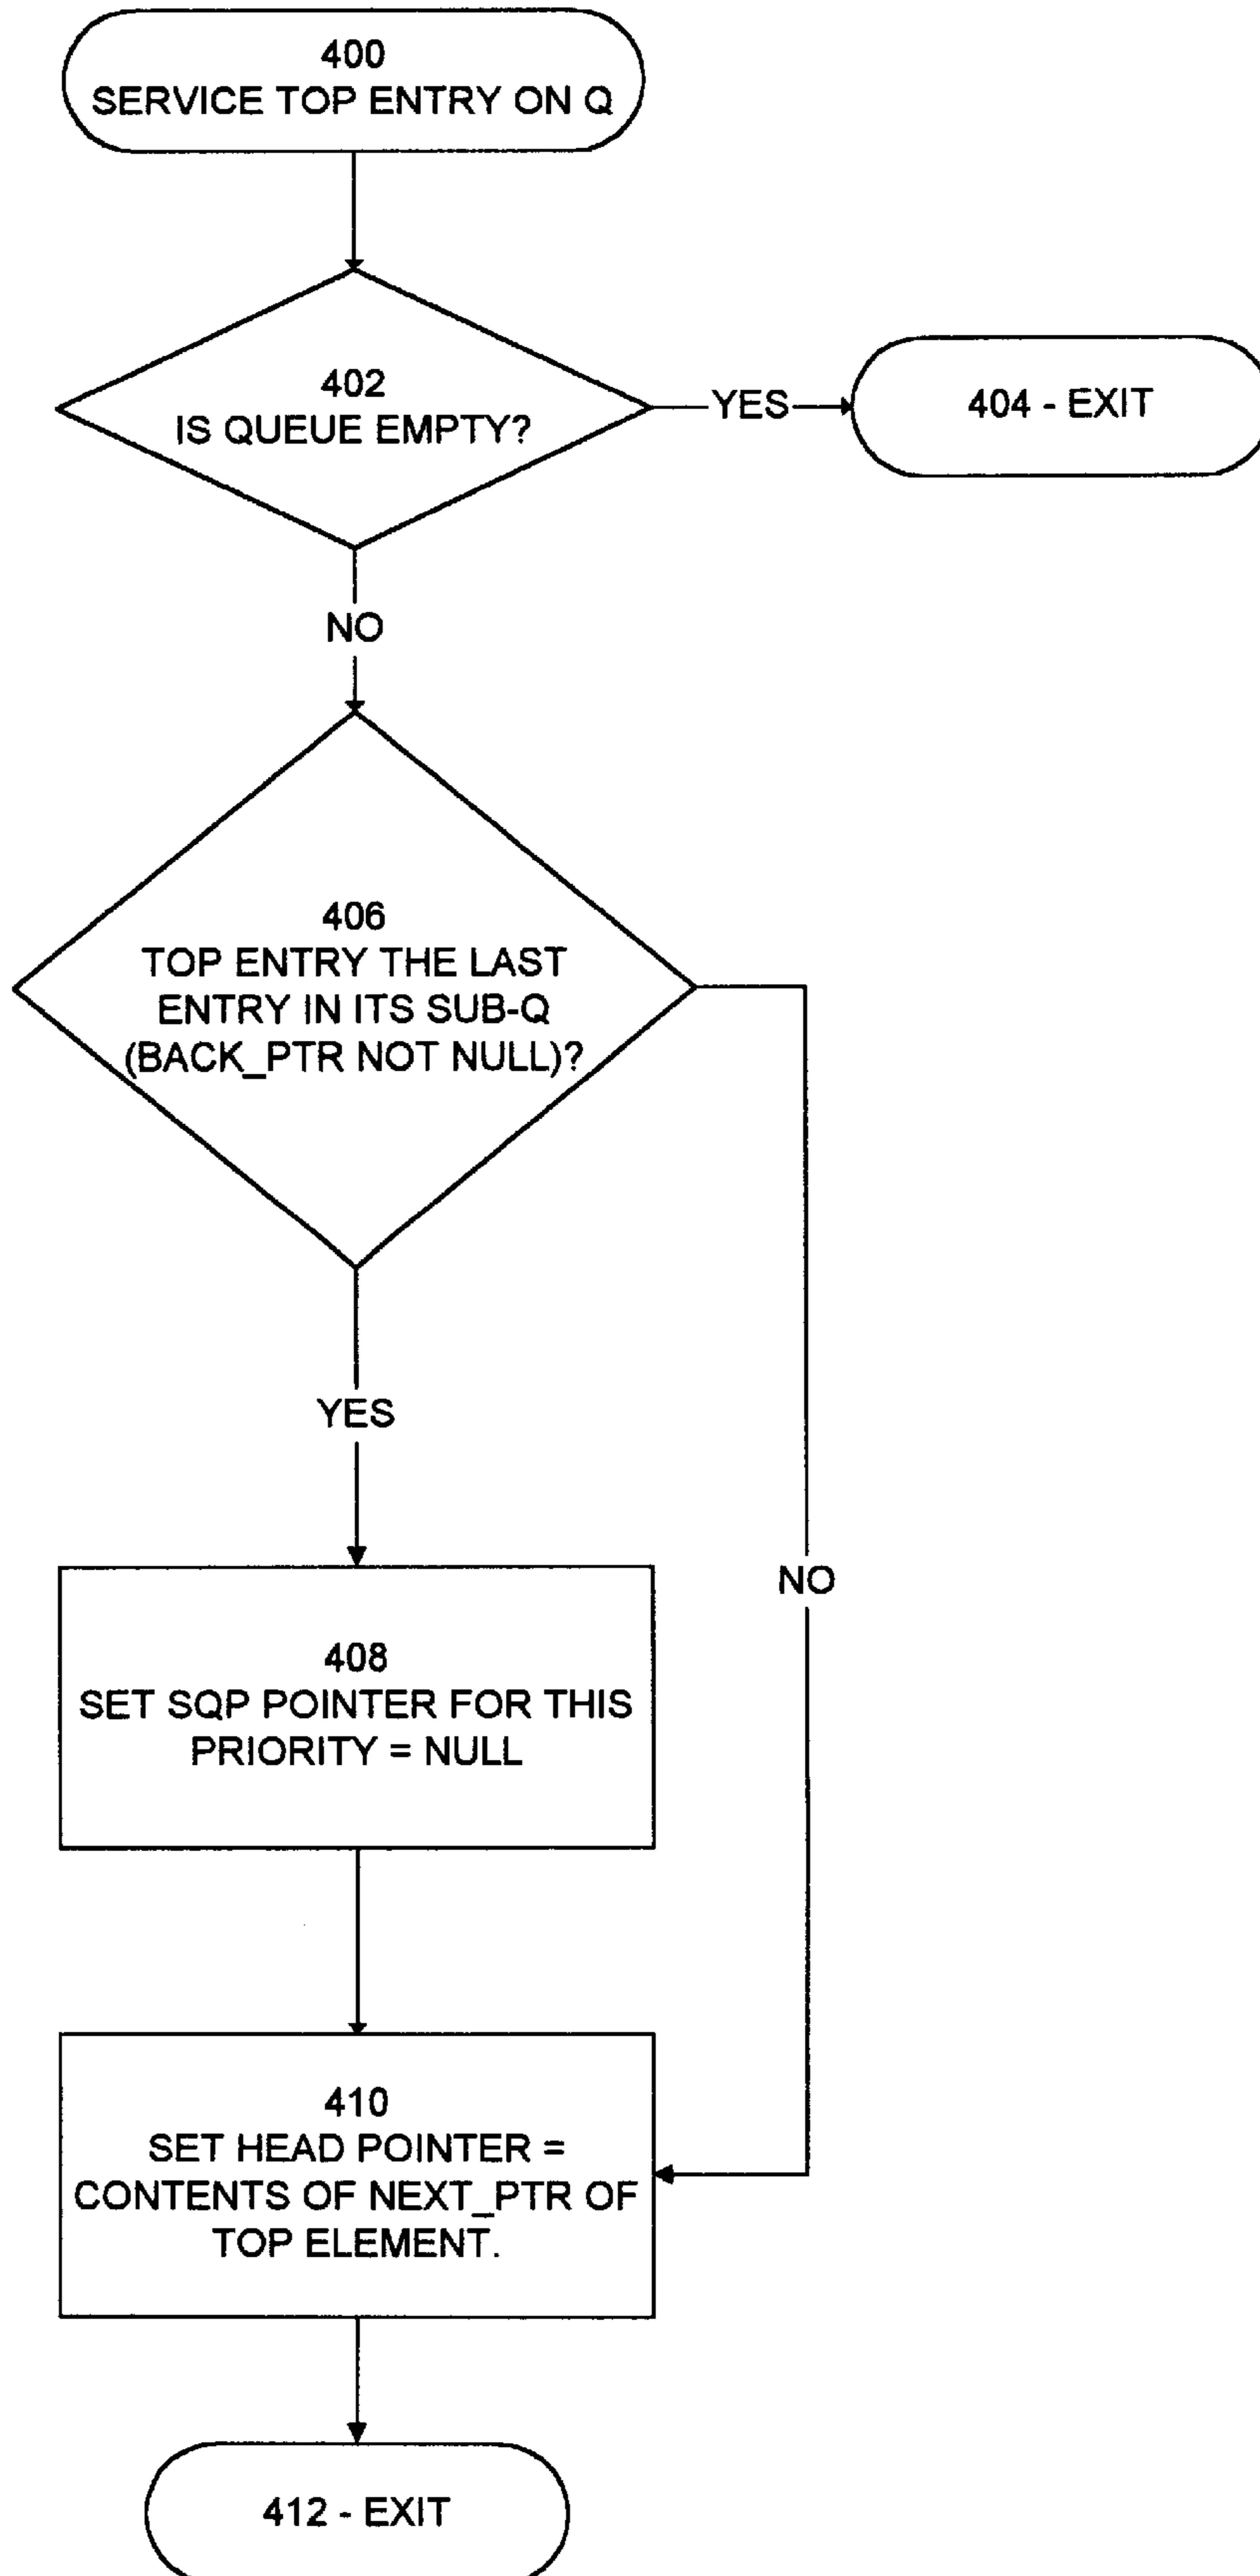 400
SERVICE TOP ENTRY ON Q
402
IS QUEUE EMPTY?
YES
404 - EXIT
NO
406
TOP ENTRY THE LAST
ENTRY IN ITS SUB-Q
(BACK_PTR NOT NULL)?
YES
NO
408
SET SQP POINTER FOR THIS
PRIORITY = NULL
410
SET HEAD POINTER =
CONTENTS OF NEXT_PTR OF
TOP ELEMENT.
412 - EXIT